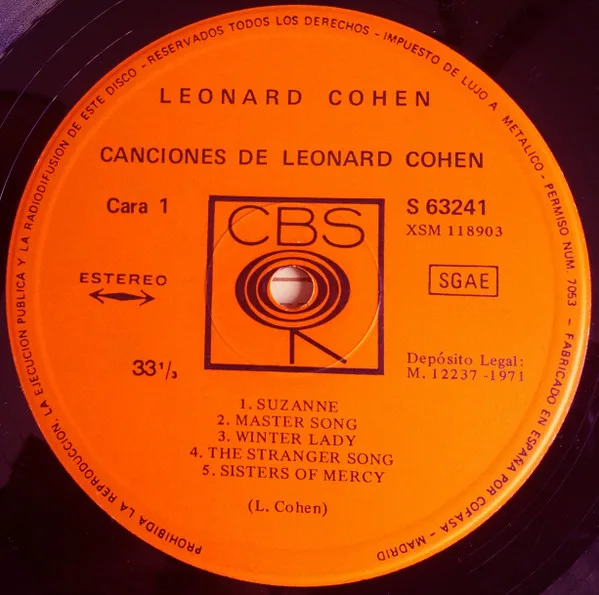 PROHIBIDA LA REPRODUCCION, LA EJECUCION PUBLICA Y LA RADIODIFUSION DE ESTE DISCO - RESERVADOS TODOS LOS DERECHOS - IMPUESTO DE LUJO A METALICO - PERMISO NUM. 7053 - FABRICADO EN ESPAÑA POR COFASA - MADRID
LEONARD COHEN
CANCIONES DE LEONARD COHEN
Cara 1
CBS
S 63241
XSM 118903
ESTEREO
SGAE
33 1/3
Depósito Legal:
M. 12237 -1971
1. SUZANNE
2. MASTER SONG
3. WINTER LADY
4. THE STRANGER SONG
5. SISTERS OF MERCY
(L. Cohen)